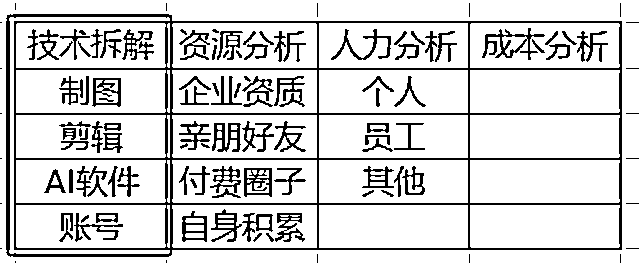 技术拆解 资源分析 人力分析 成本分析
制图 企业资质 个人
剪辑 亲朋好友 员工
AI软件 付费圈子 其他
账号 自身积累